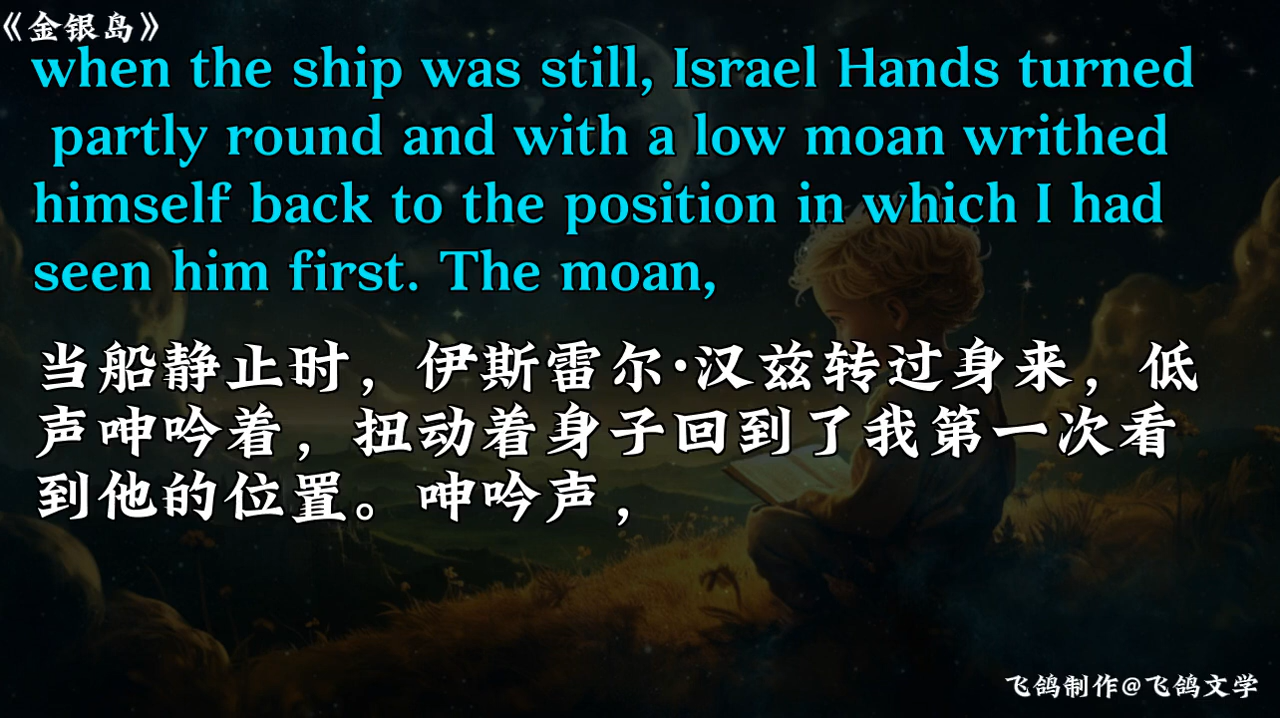 《金银岛》
when the ship was still, Israel Hands turned
partly round and with a low moan writhed
himself back to the position in which I had
seen him first. The moan,
当船静止时，伊斯雷尔·汉兹转过身来，低
声呻吟着，扭动着身子回到了我第一次看
到他的位置。呻吟声，
飞鸽制作@飞鸽文学